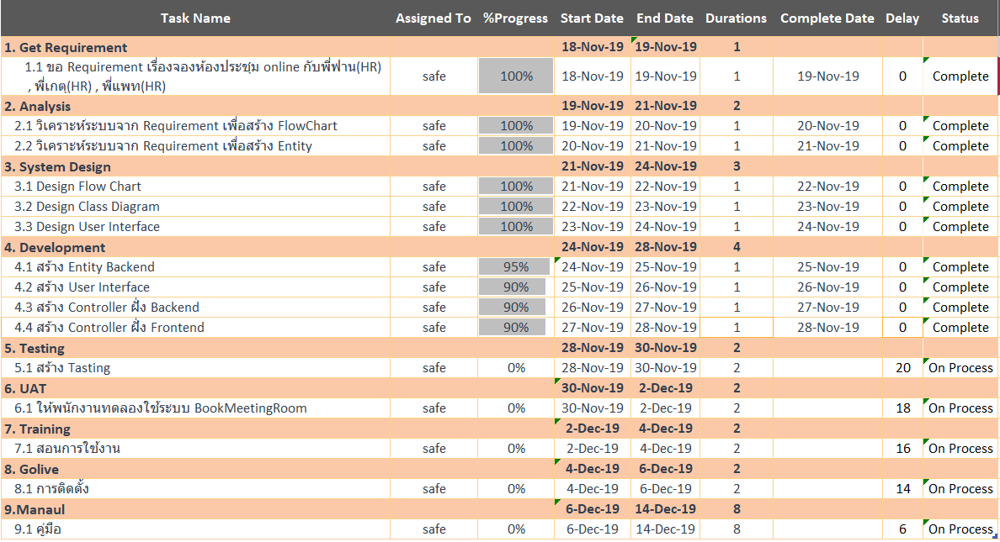 Task Name Assigned To %Progress Start Date End Date Durations Complete Date Delay Status
1. Get Requirement 18-Nov-19 19-Nov-19 1
1.1 ขอ Requirement เรื่องจองห้องประชุม online กับพี่ฟาน(HR)
, พี่เกตุ(HR) , พี่แพท(HR) safe 100% 18-Nov-19 19-Nov-19 1 19-Nov-19 0 Complete
2. Analysis 19-Nov-19 21-Nov-19 2
2.1 วิเคราะห์ระบบจาก Requirement เพื่อสร้าง FlowChart safe 100% 19-Nov-19 20-Nov-19 1 20-Nov-19 0 Complete
2.2 วิเคราะห์ระบบจาก Requirement เพื่อสร้าง Entity safe 100% 20-Nov-19 21-Nov-19 1 21-Nov-19 0 Complete
3. System Design 21-Nov-19 24-Nov-19 3
3.1 Design Flow Chart safe 100% 21-Nov-19 22-Nov-19 1 22-Nov-19 0 Complete
3.2 Design Class Diagram safe 100% 22-Nov-19 23-Nov-19 1 23-Nov-19 0 Complete
3.3 Design User Interface safe 100% 23-Nov-19 24-Nov-19 1 24-Nov-19 0 Complete
4. Development 24-Nov-19 28-Nov-19 4
4.1 สร้าง Entity Backend safe 95% 24-Nov-19 25-Nov-19 1 25-Nov-19 0 Complete
4.2 สร้าง User Interface safe 90% 25-Nov-19 26-Nov-19 1 26-Nov-19 0 Complete
4.3 สร้าง Controller ฝั่ง Backend safe 90% 26-Nov-19 27-Nov-19 1 27-Nov-19 0 Complete
4.4 สร้าง Controller ฝั่ง Frontend safe 90% 27-Nov-19 28-Nov-19 1 28-Nov-19 0 Complete
5. Testing 28-Nov-19 30-Nov-19 2
5.1 สร้าง Tasting safe 0% 28-Nov-19 30-Nov-19 2 20 On Process
6. UAT 30-Nov-19 2-Dec-19 2
6.1 ให้พนักงานทดลองใช้ระบบ BookMeetingRoom safe 0% 30-Nov-19 2-Dec-19 2 18 On Process
7. Training 2-Dec-19 4-Dec-19 2
7.1 สอนการใช้งาน safe 0% 2-Dec-19 4-Dec-19 2 16 On Process
8. Golive 4-Dec-19 6-Dec-19 2
8.1 การติดตั้ง safe 0% 4-Dec-19 6-Dec-19 2 14 On Process
9.Manaul 6-Dec-19 14-Dec-19 8
9.1 คู่มือ safe 0% 6-Dec-19 14-Dec-19 8 6 On Process